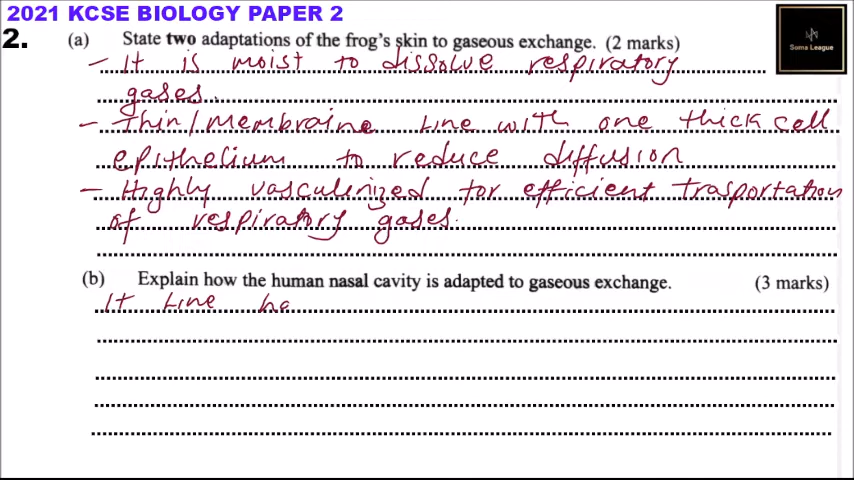 2021 KCSE BIOLOGY PAPER 2
2.
(a) State two adaptations of the frog's skin to gaseous exchange. (2 marks)
Soma League
- It is moist to dissolve respiratory
gases.
- Thin/membraine Line with one thick cell
epithelium to reduce diffusion
- Highly vasculerized for efficient trasportation
of respiratory gases.
(b) Explain how the human nasal cavity is adapted to gaseous exchange. (3 marks)
It Line ha